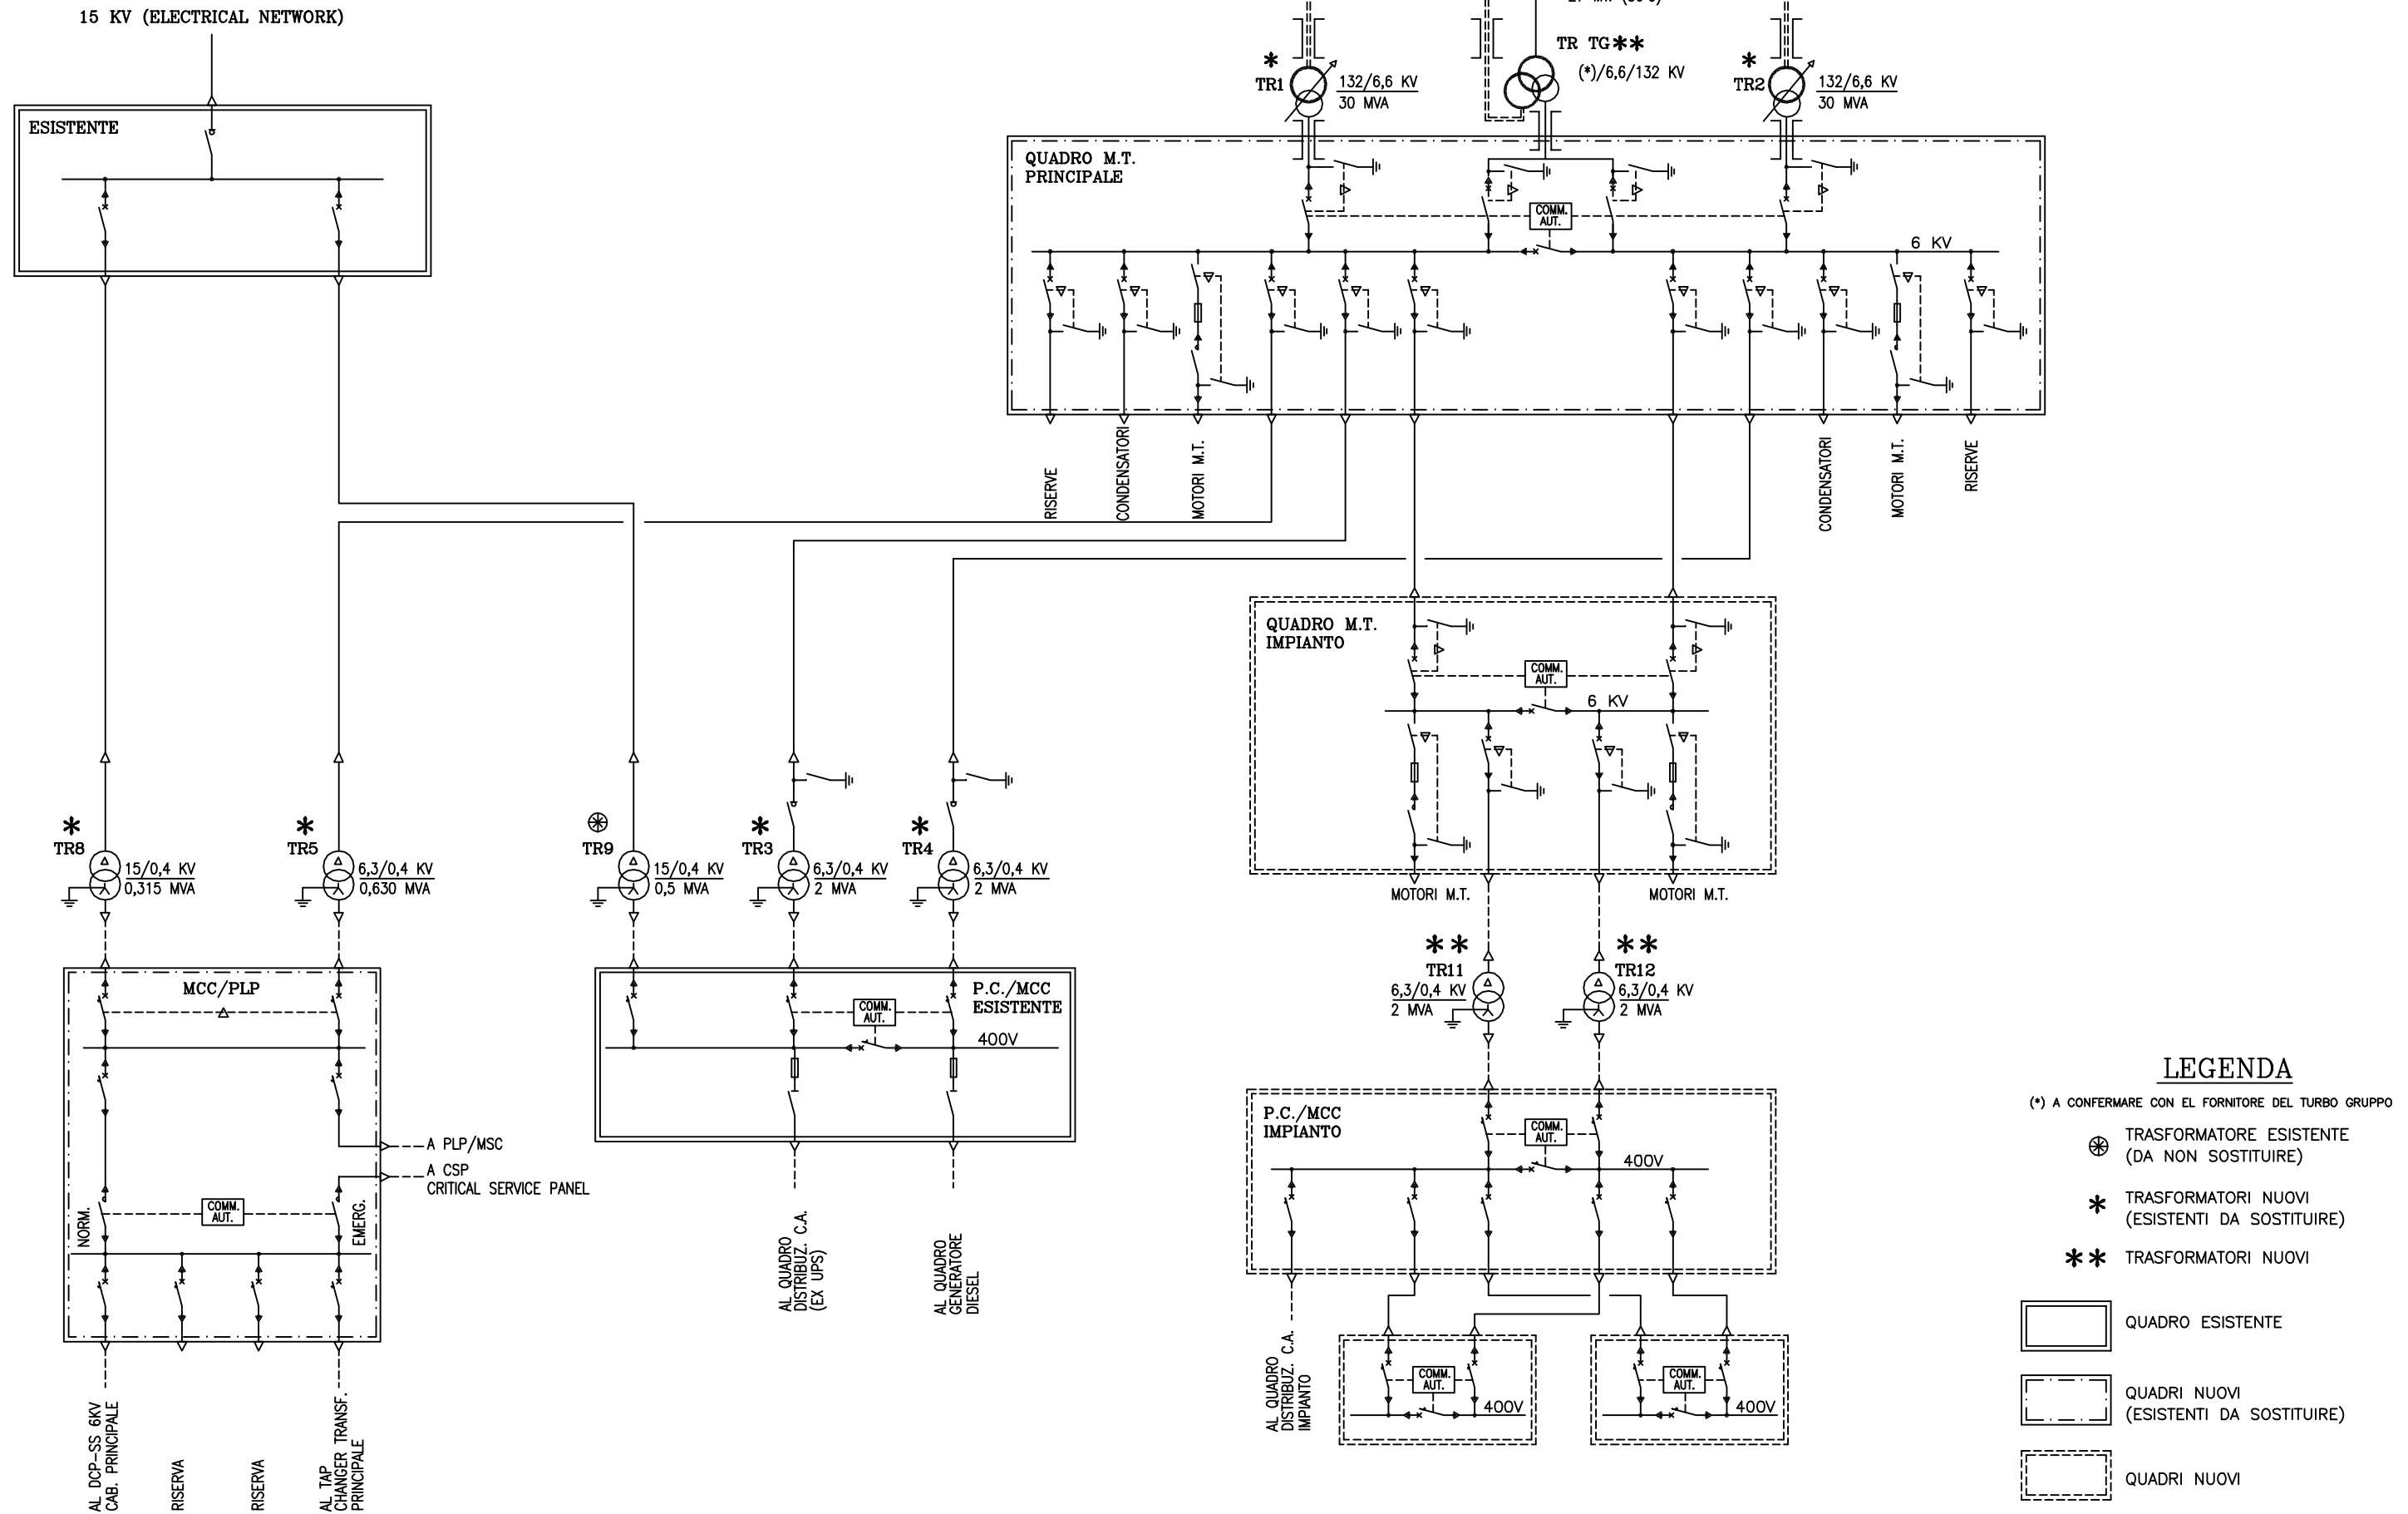 15 KV (ELECTRICAL NETWORK)
ESISTENTE
TR TG**
(*)/6,6/132 KV
*
TR1
132/6,6 KV
30 MVA
*
TR2
132/6,6 KV
30 MVA
QUADRO M.T.
PRINCIPALE
COMM.
AUT.
6 KV
RISERVE
CONDENSATORI
MOTORI M.T.
CONDENSATORI
MOTORI M.T.
RISERVE
QUADRO M.T.
IMPIANTO
COMM.
AUT.
6 KV
MOTORI M.T.
MOTORI M.T.
*
TR8
15/0,4 KV
0,315 MVA
*
TR5
6,3/0,4 KV
0,630 MVA
TR9
15/0,4 KV
0,5 MVA
*
TR3
6,3/0,4 KV
2 MVA
*
TR4
6,3/0,4 KV
2 MVA
**
TR11
6,3/0,4 KV
2 MVA
**
TR12
6,3/0,4 KV
2 MVA
MCC/PLP
A PLP/MSC
A CSP
CRITICAL SERVICE PANEL
NORM.
COMM.
AUT.
EMERG.
AL DCP-SS 6KV
CAB. PRINCIPALE
RISERVA
RISERVA
AL TAP
CHANGER TRANSF.
PRINCIPALE
P.C./MCC
ESISTENTE
COMM.
AUT.
400V
AL QUADRO
DISTRIBUZ. C.A.
(EX UPS)
AL QUADRO
GENERATORE
DIESEL
P.C./MCC
IMPIANTO
COMM.
AUT.
400V
AL QUADRO
DISTRIBUZ. C.A.
IMPIANTO
COMM.
AUT.
400V
COMM.
AUT.
400V
LEGENDA
(*) A CONFERMARE CON EL FORNITORE DEL TURBO GRUPPO
TRASFORMATORE ESISTENTE
(DA NON SOSTITUIRE)
* TRASFORMATORI NUOVI
(ESISTENTI DA SOSTITUIRE)
** TRASFORMATORI NUOVI
QUADRO ESISTENTE
QUADRI NUOVI
(ESISTENTI DA SOSTITUIRE)
QUADRI NUOVI